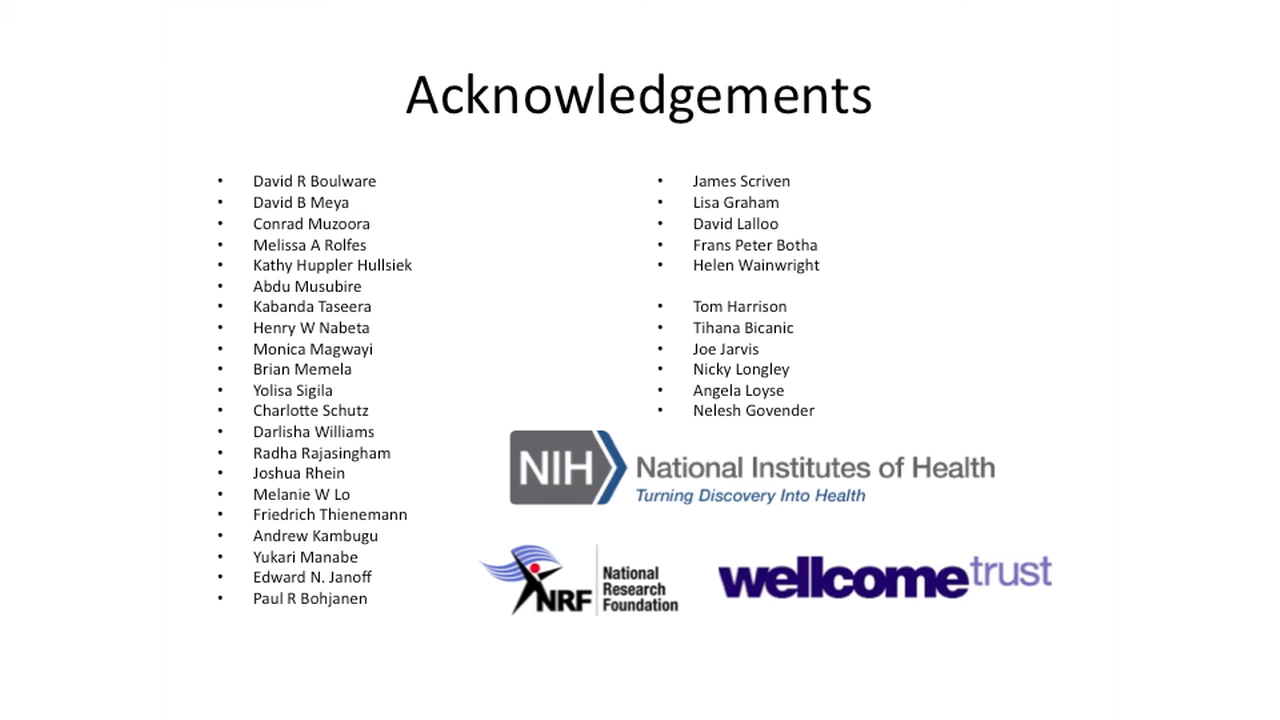 Acknowledgements
• David R Boulware
• David B Meya
• Conrad Muzoora
• Melissa A Rolfes
• Kathy Huppler Hullsiek
• Abdu Musubire
• Kabanda Taseera
• Henry W Nabeta
• Monica Magwayi
• Brian Memela
• Yolisa Sigila
• Charlotte Schutz
• Darlisha Williams
• Radha Rajasingham
• Joshua Rhein
• Melanie W Lo
• Friedrich Thienemann
• Andrew Kambugu
• Yukari Manabe
• Edward N. Janoff
• Paul R Bohjanen
• James Scriven
• Lisa Graham
• David Lalloo
• Frans Peter Botha
• Helen Wainwright
• Tom Harrison
• Tihana Bicanic
• Joe Jarvis
• Nicky Longley
• Angela Loyse
• Nelesh Govender
NIH National Institutes of Health
Turning Discovery Into Health
NRF
National
Research
Foundation
wellcometrust